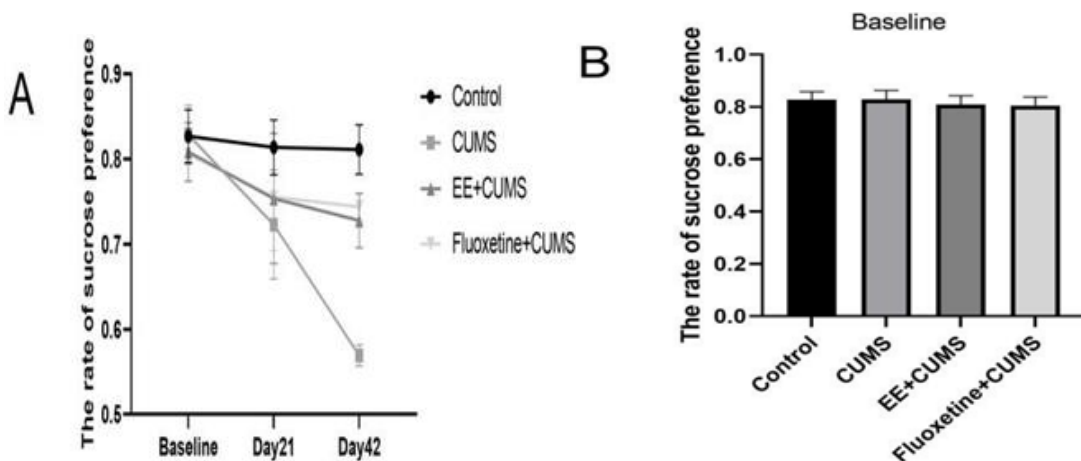 A
The rate of sucrose preference
0.9
0.8
0.7
0.6
0.5
Baseline
Day21
Day42
Control
CUMS
EE+CUMS
Fluoxetine+CUMS
B
Baseline
The rate of sucrose preference
1.0
0.8
0.6
0.4
0.2
0.0
Control
CUMS
EE+CUMS
Fluoxetine+CUMS